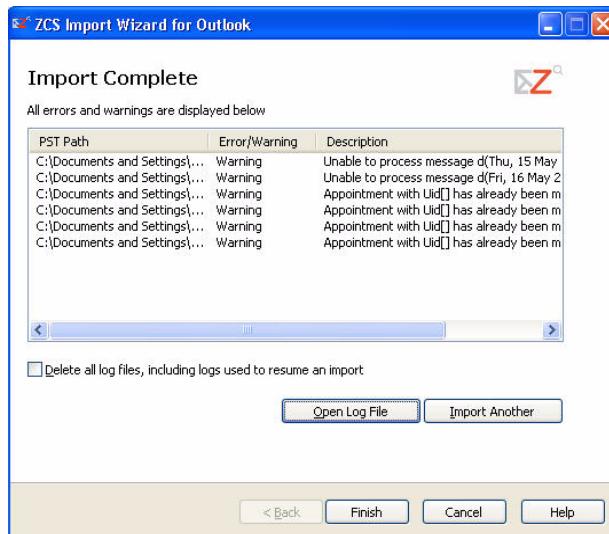 ZCS Import Wizard for Outlook
Import Complete
All errors and warnings are displayed below
PST Path Error/Warning Description
C:\Documents and Settings\... Warning Unable to process message d(Thu, 15 May
C:\Documents and Settings\... Warning Unable to process message d(Fri, 16 May 2
C:\Documents and Settings\... Warning Appointment with Uid[] has already been m
C:\Documents and Settings\... Warning Appointment with Uid[] has already been m
C:\Documents and Settings\... Warning Appointment with Uid[] has already been m
C:\Documents and Settings\... Warning Appointment with Uid[] has already been m
Delete all log files, including logs used to resume an import
Open Log File Import Another
< Back Finish Cancel Help